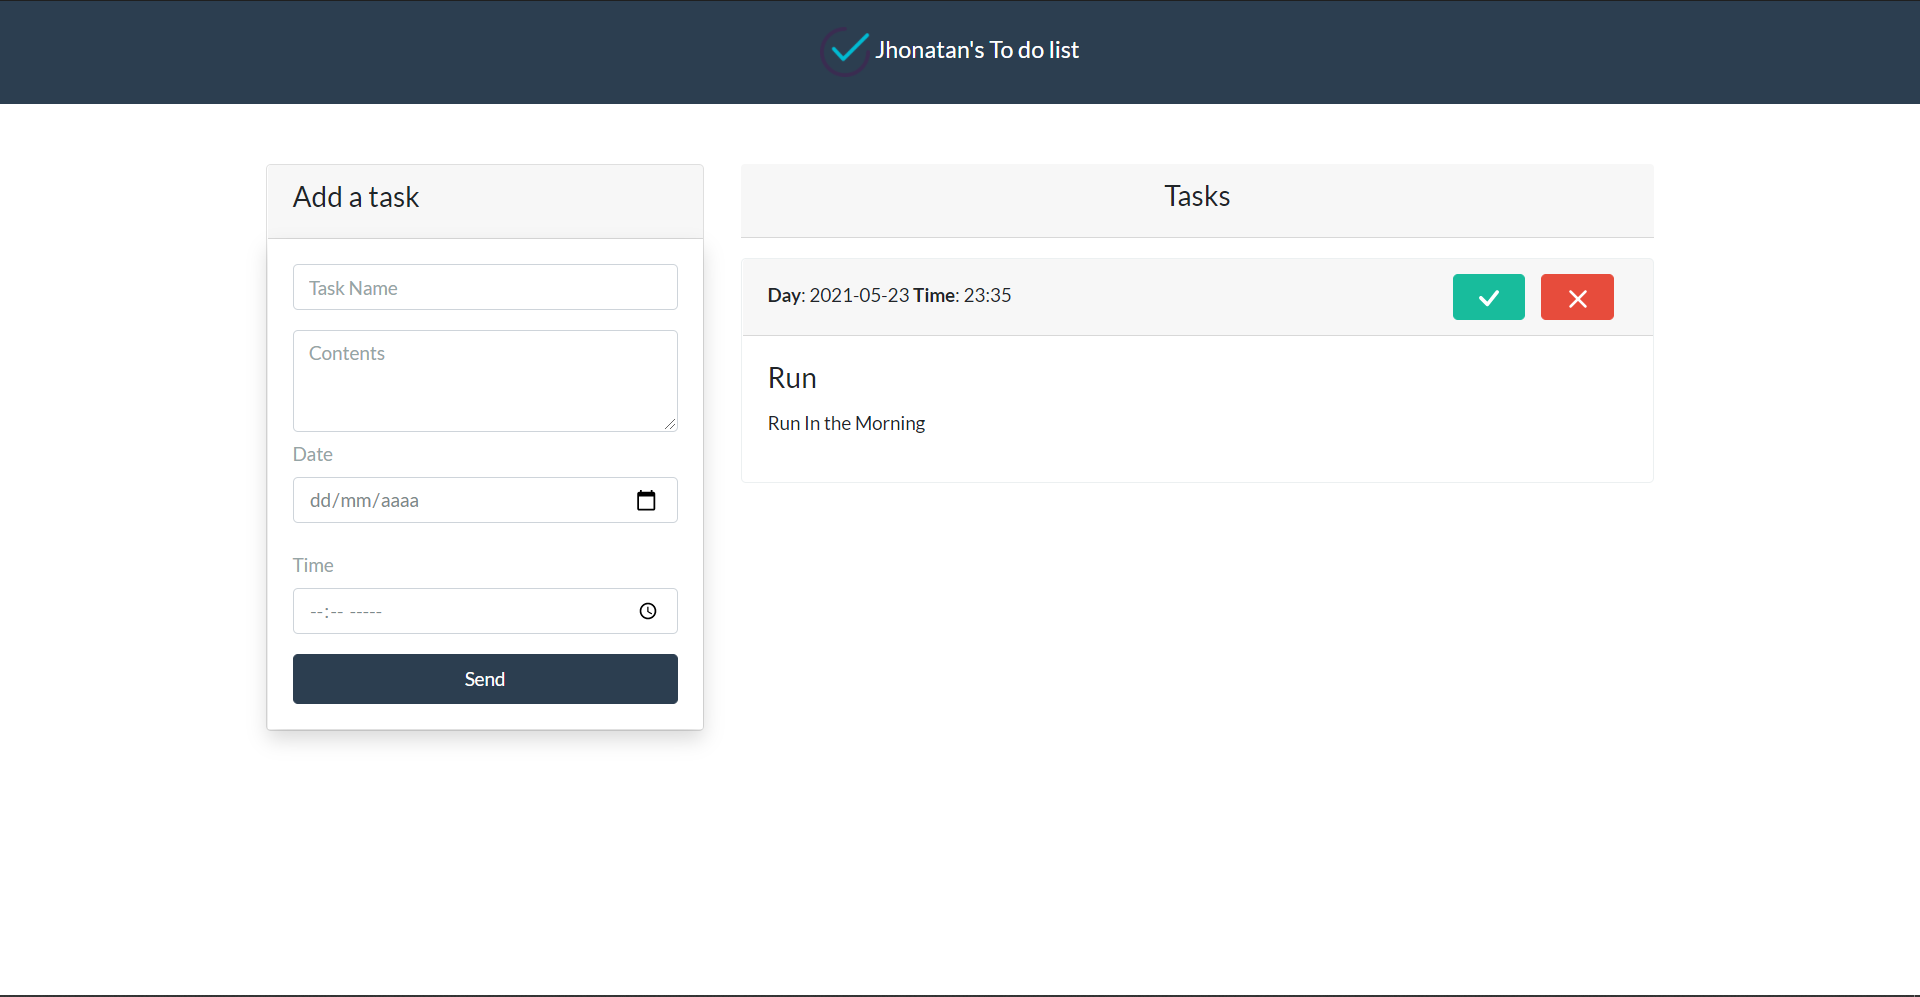 Jhonatan's To do list
Add a task
Task Name
Contents
Date
dd/mm/aaaa
Time
--:-- -----
Send
Tasks
Day: 2021-05-23 Time: 23:35
Run
Run In the Morning